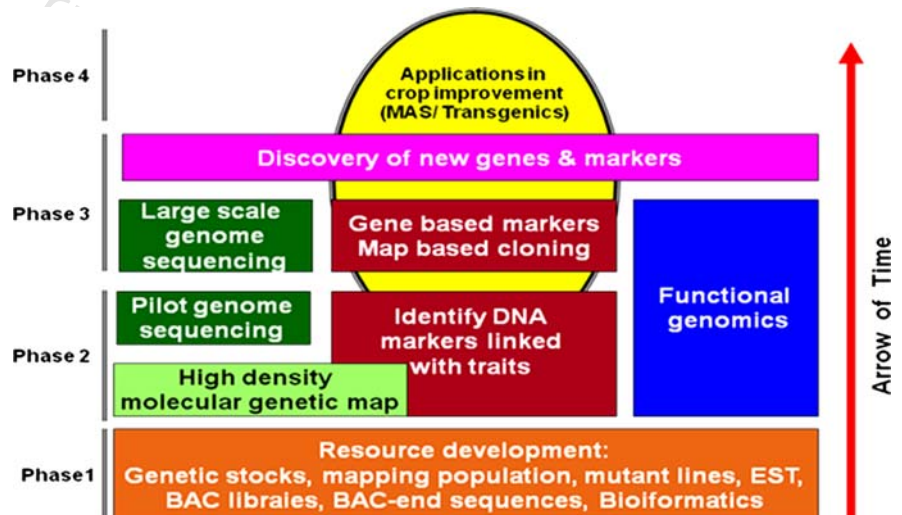 Phase 4
Applications in
crop improvement
(MAS/ Transgenics)
Discovery of new genes & markers
Phase 3
Large scale
genome
sequencing
Gene based markers
Map based cloning
Functional
genomics
Pilot genome
sequencing
Identify DNA
markers linked
with traits
Phase 2
High density
molecular genetic map
Phase1
Resource development:
Genetic stocks, mapping population, mutant lines, EST,
BAC libraies, BAC-end sequences, Bioiformatics
Arrow of Time